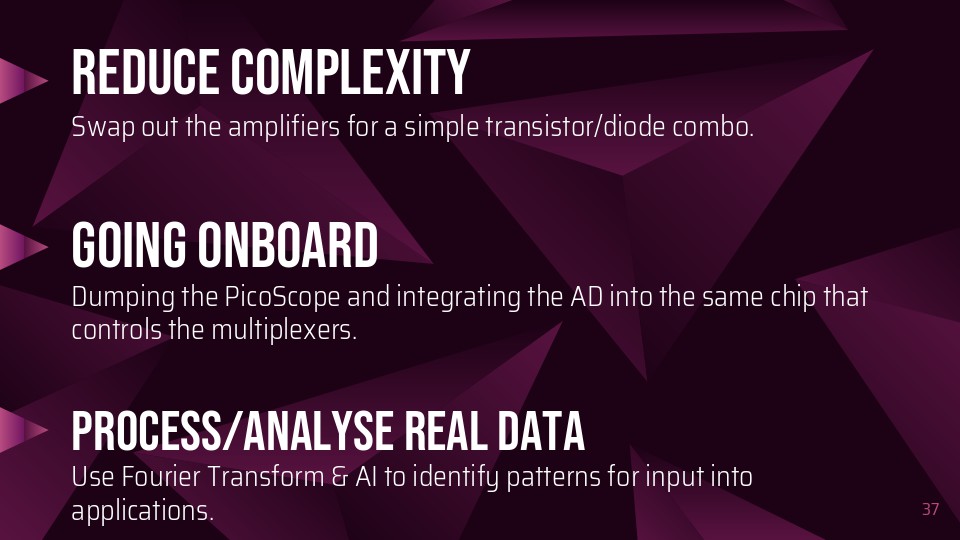 REDUCE COMPLEXITY
Swap out the amplifiers for a simple transistor/diode combo.
GOING ONBOARD
Dumping the PicoScope and integrating the AD into the same chip that
controls the multiplexers.
PROCESS/ANALYSE REAL DATA
Use Fourier Transform & AI to identify patterns for input into
applications.
37